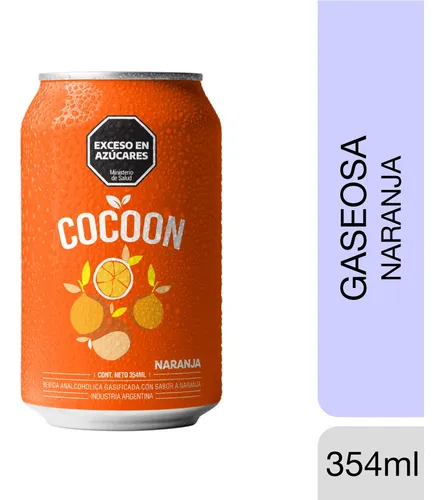 EXCESO EN
AZÚCARES
Ministerio
de Salud
COCOON
NARANJA
CONT. NETO 354ML
BEBIDA ANALCOHOLICA GASIFICADA CON SABOR A NARANJA
INDUSTRIA ARGENTINA
GASEOSA
NARANJA
354ml